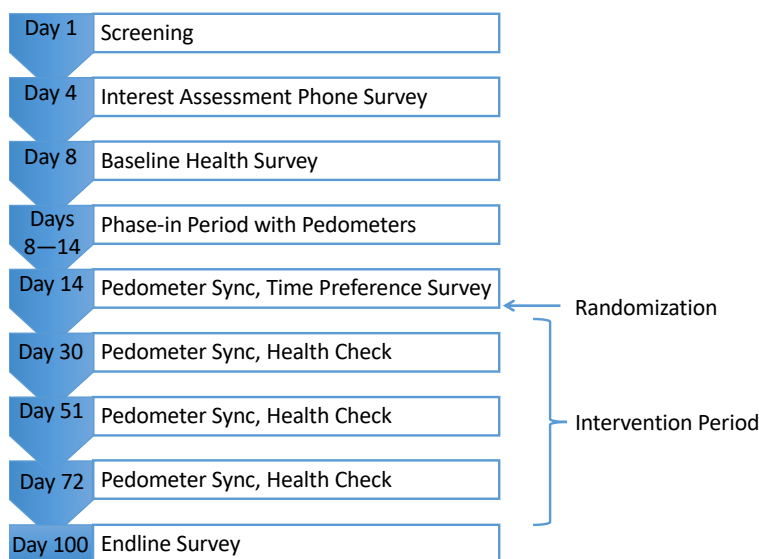 Day 1
Screening
Day 4
Interest Assessment Phone Survey
Day 8
Baseline Health Survey
Days
8—14
Phase-in Period with Pedometers
Day 14
Pedometer Sync, Time Preference Survey
Randomization
Day 30
Pedometer Sync, Health Check
Day 51
Pedometer Sync, Health Check
Intervention Period
Day 72
Pedometer Sync, Health Check
Day 100
Endline Survey